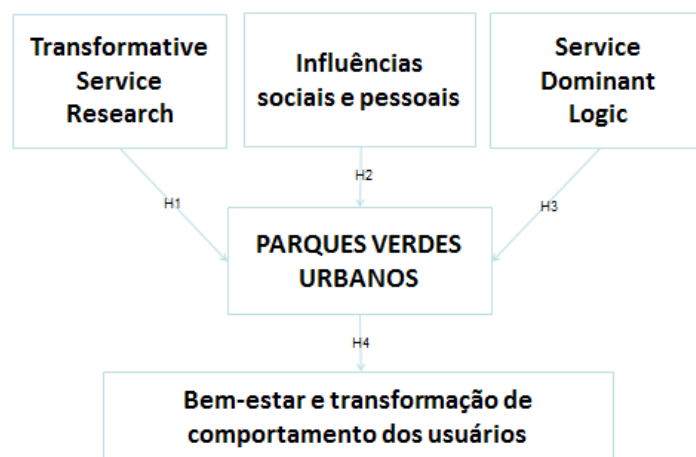 Transformative
Service
Research
Influências
sociais e pessoais
Service
Dominant
Logic
H1
H2
H3
PARQUES VERDES
URBANOS
H4
Bem-estar e transformação de
comportamento dos usuários